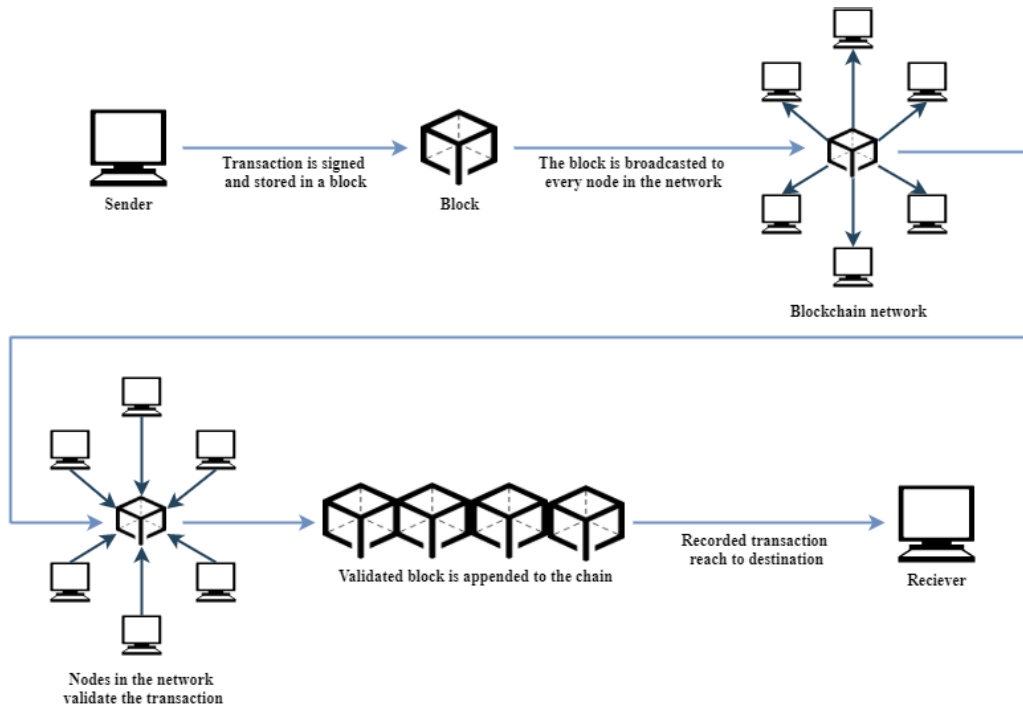 Transaction is signed
and stored in a block
Sender
Block
The block is broadcasted to
every node in the network
Blockchain network
Nodes in the network
validate the transaction
Validated block is appended to the chain
Recorded transaction
reach to destination
Reciever